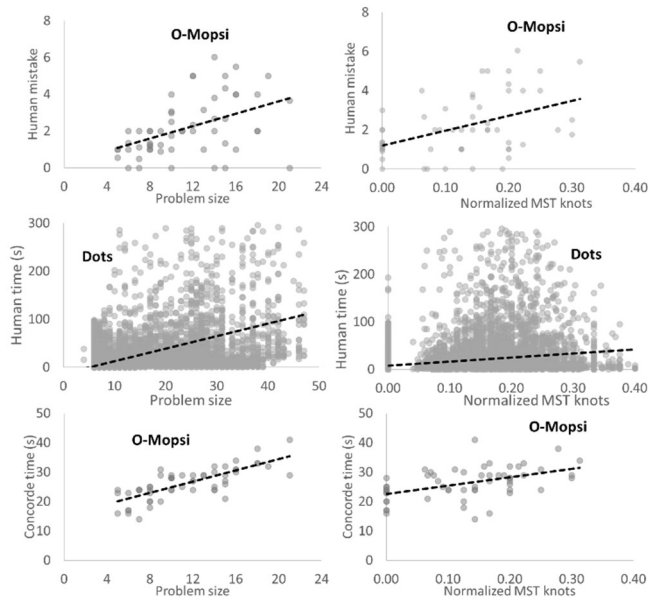 O-Mopsi
Human mistake
8
6
4
2
0
0 4 8 12 16 20 24
Problem size
O-Mopsi
Human mistake
8
6
4
2
0
0.00 0.10 0.20 0.30 0.40
Normalized MST knots
Dots
Human time (s)
300
200
100
0
0 10 20 30 40 50
Problem size
Dots
Human time (s)
300
250
200
150
100
50
0
0.00 0.10 0.20 0.30 0.40
Normalized MST knots
O-Mopsi
Concorde time (s)
50
40
30
20
10
0
0 4 8 12 16 20 24
Problem size
O-Mopsi
Concorde time (s)
50
40
30
20
10
0
0.00 0.10 0.20 0.30 0.40
Normalized MST knots